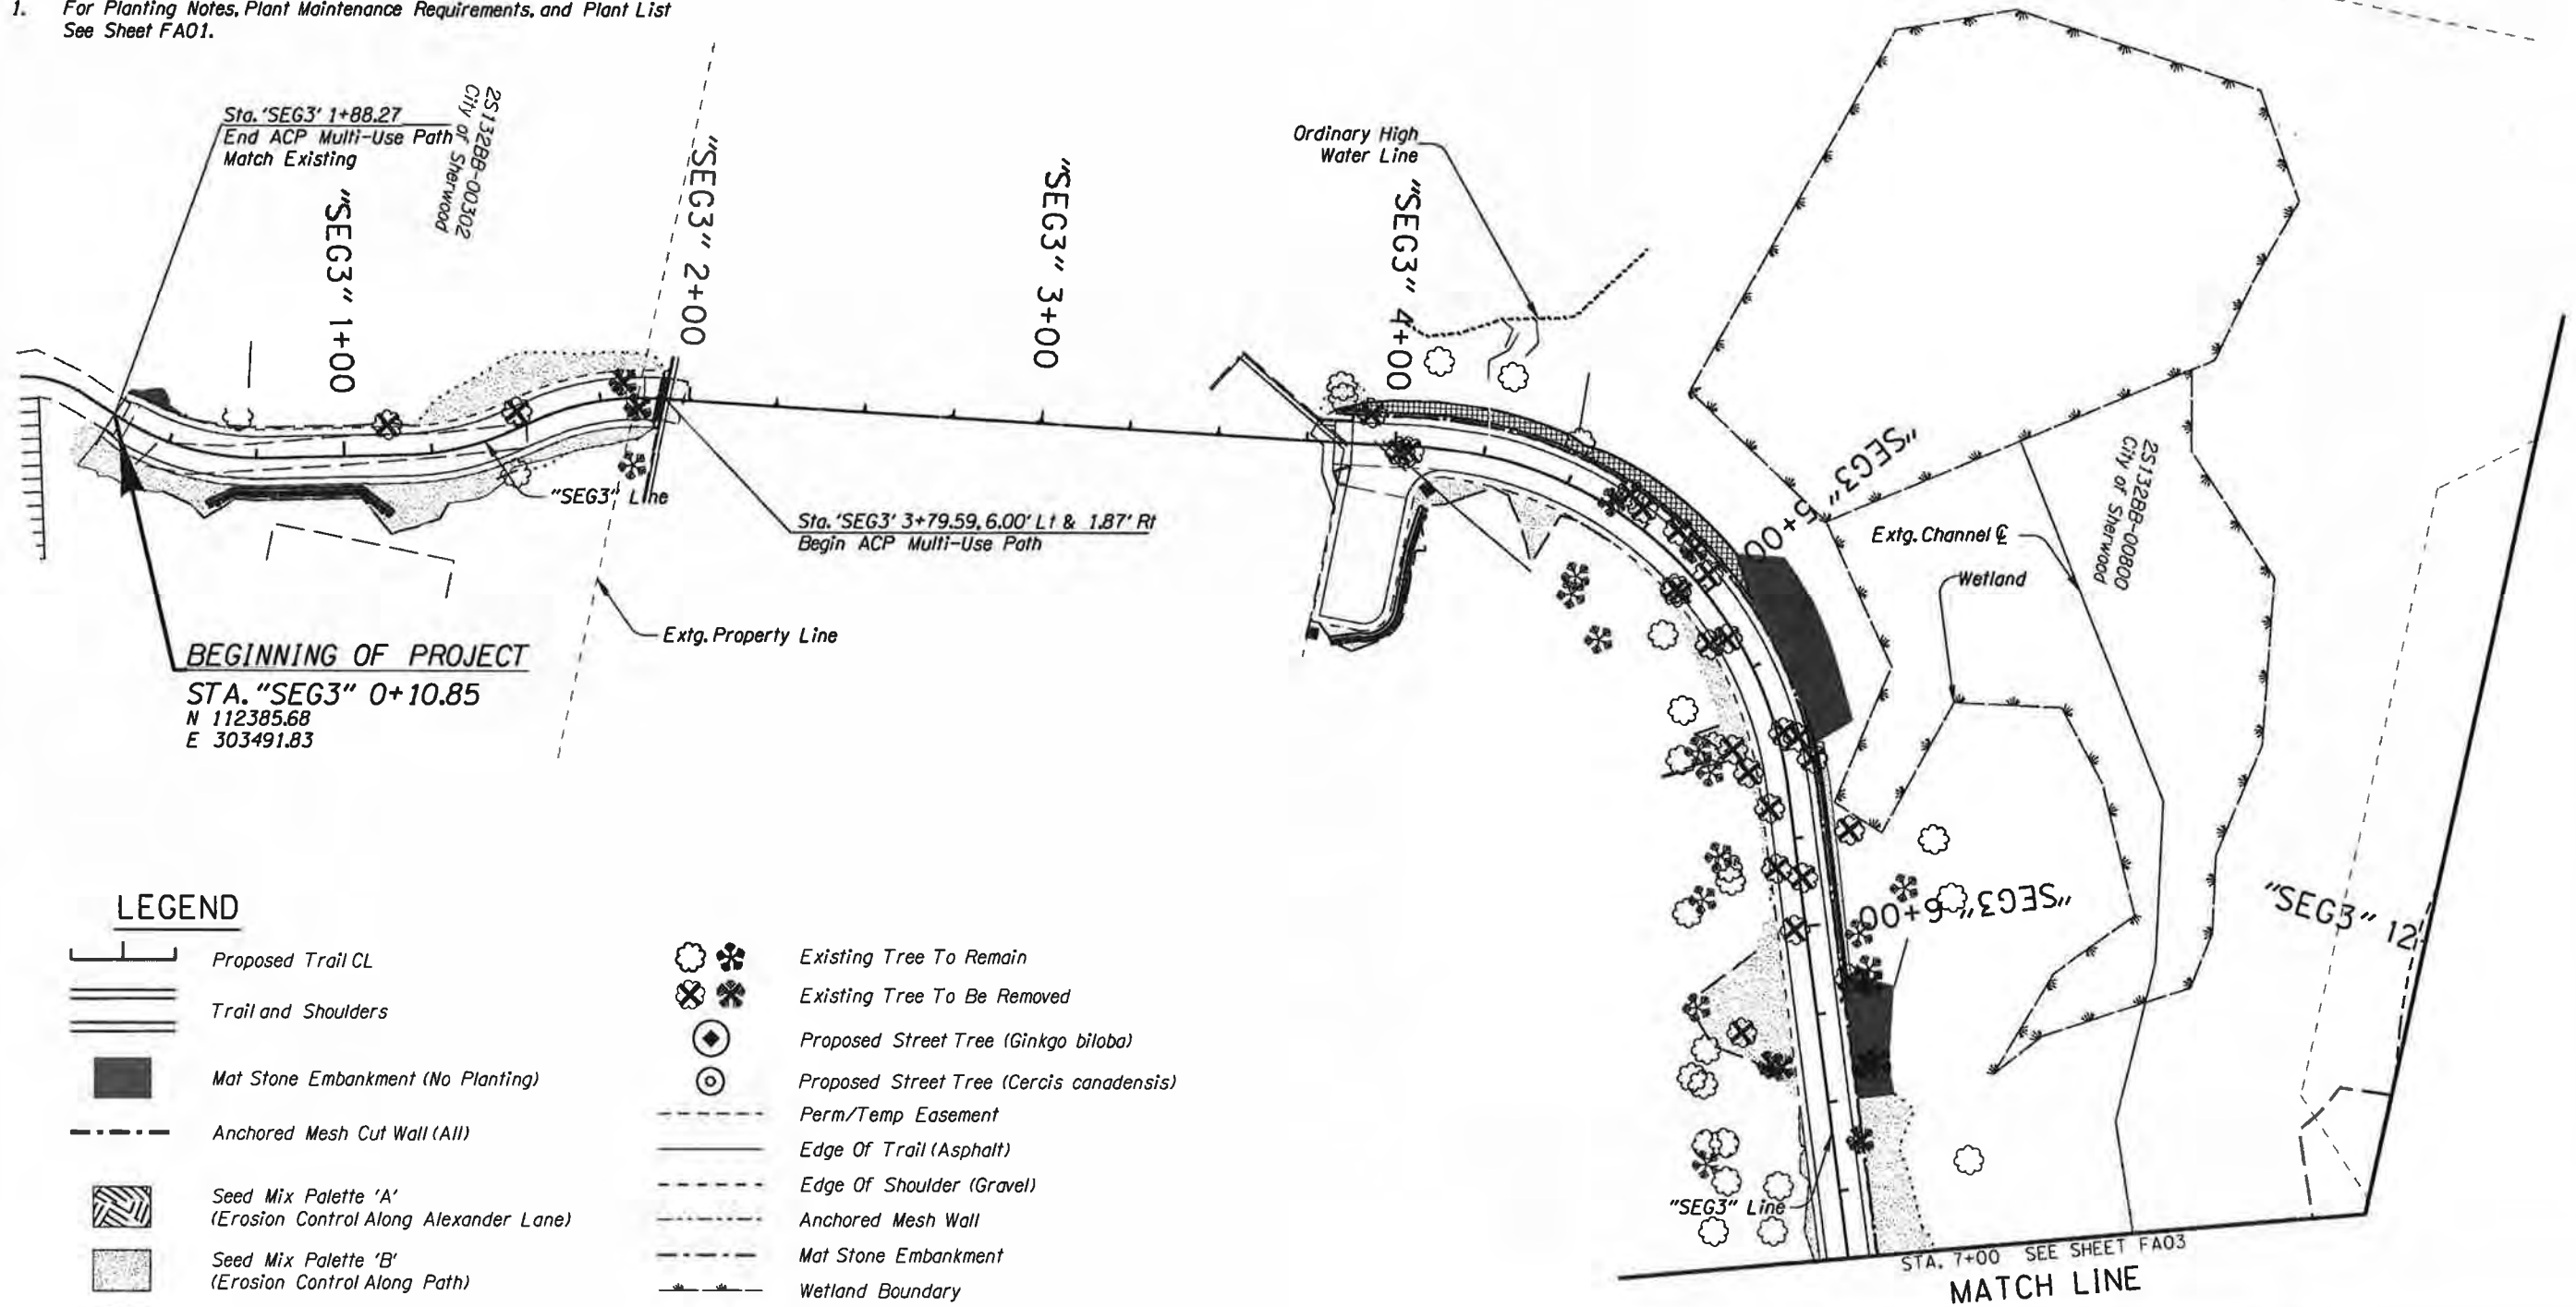 1. For Planting Notes, Plant Maintenance Requirements, and Plant List
See Sheet FA01.
Sta. 'SEG3' 1+88.27
End ACP Multi-Use Path
Match Existing
2S132BB-00302
City of Sherwood
"SEG3" 1+00
"SEG3" 2+00
"SEG3" 3+00
"SEG3" 4+00
Ordinary High
Water Line
"SEG3" 5+00
2S132BB-00800
City of Sherwood
Extg. Channel ℄
Wetland
"SEG3" Line
Sta. 'SEG3' 3+79.59, 6.00' Lt & 1.87' Rt
Begin ACP Multi-Use Path
Extg. Property Line
BEGINNING OF PROJECT
STA. "SEG3" 0+10.85
N 112385.68
E 303491.83
"SEG3" 6+00
"SEG3" 12
"SEG3" Line
STA. 7+00 SEE SHEET FA03
MATCH LINE
LEGEND
Proposed Trail CL
Trail and Shoulders
Mat Stone Embankment (No Planting)
Anchored Mesh Cut Wall (All)
Seed Mix Palette 'A'
(Erosion Control Along Alexander Lane)
Seed Mix Palette 'B'
(Erosion Control Along Path)
Existing Tree To Remain
Existing Tree To Be Removed
Proposed Street Tree (Ginkgo biloba)
Proposed Street Tree (Cercis canadensis)
Perm/Temp Easement
Edge Of Trail (Asphalt)
Edge Of Shoulder (Gravel)
Anchored Mesh Wall
Mat Stone Embankment
Wetland Boundary